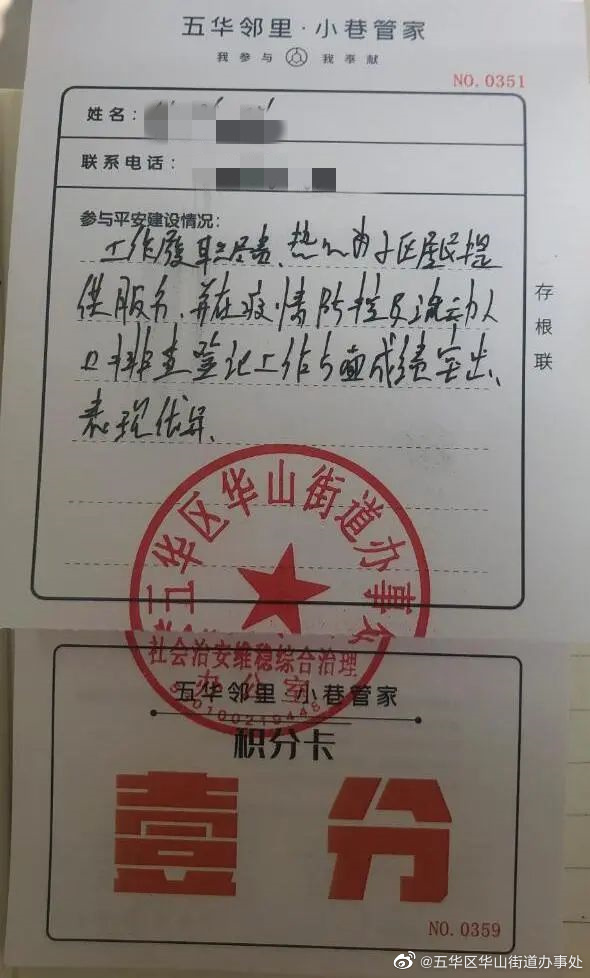 五华邻里·小巷管家
我参与 我奉献
NO.0351
姓名：
联系电话：
参与平安建设情况：
工作履职尽责、热心为辖区居民提
供服务、并在疫情防控及流动人
口排查登记工作方面成绩突出、
表现优异、
存根联
五华区华山街道办事处
社会治安维稳综合治理
办公室
五华邻里·小巷管家
积分卡
壹分
NO.0359
@五华区华山街道办事处